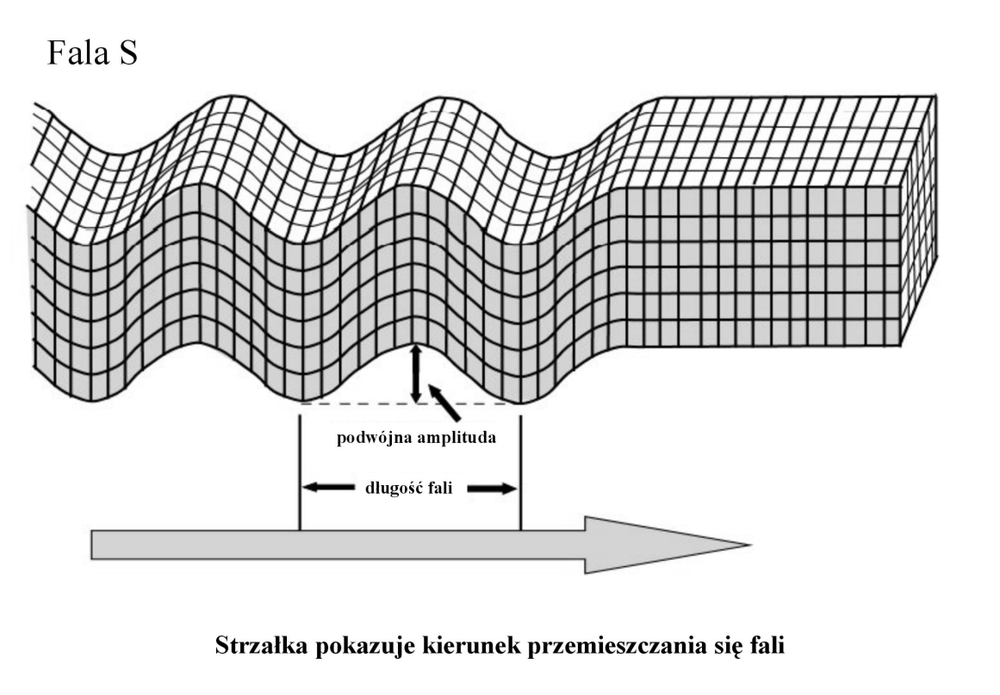 Fala S
podwójna amplituda
długość fali
Strzałka pokazuje kierunek przemieszczania się fali